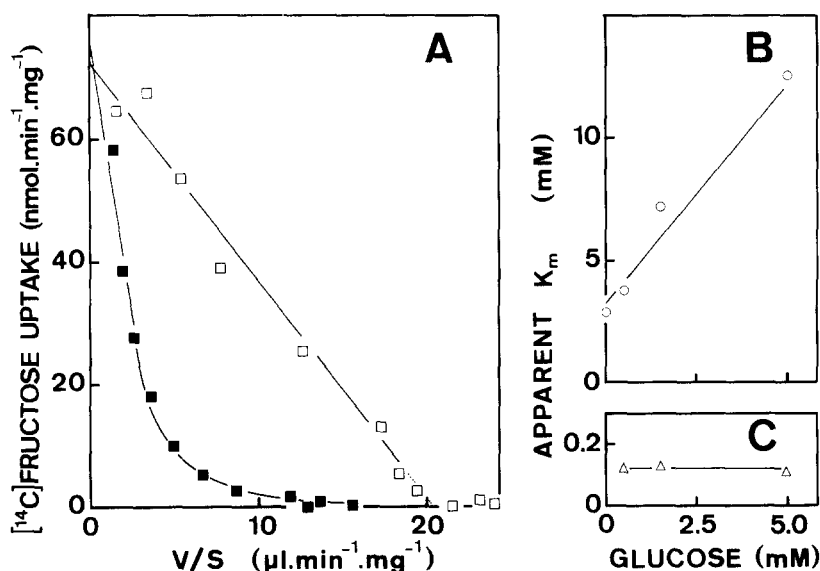 A
[¹⁴C]FRUCTOSE UPTAKE (nmol.min⁻¹.mg⁻¹)
60
40
20
0
0
10
20
V/S (µl.min⁻¹.mg⁻¹)
B
APPARENT Km (mM)
10
5
0
C
0.2
0
0
2.5
5.0
GLUCOSE (mM)